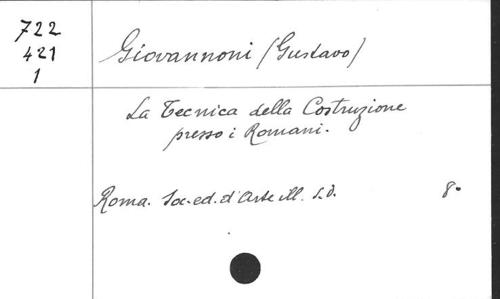 722
421
1
Giovannoni (Gustavo)
La Tecnica della Costruzione
presso i Romani.
Roma. Soc. ed. d'Arte ill. s.d. 8°